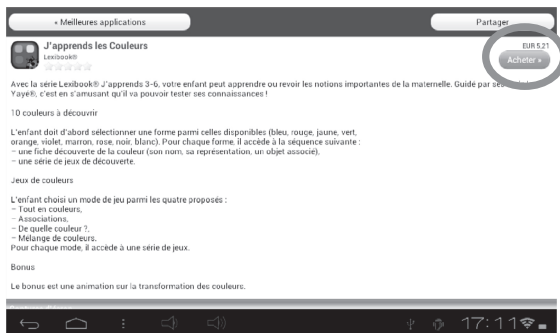 « Meilleures applications
Partager
J'apprends les Couleurs
Lexibook®
EUR 5,21
Acheter »
Avec la série Lexibook® J'apprends 3-6, votre enfant peut apprendre ou revoir les notions importantes de la maternelle. Guidé par ses
Yaye®, c'est en s'amusant qu'il va pouvoir tester ses connaissances !
10 couleurs à découvrir
L'enfant doit d'abord sélectionner une forme parmi celles disponibles (bleu, rouge, jaune, vert,
orange, violet, marron, rose, noir, blanc). Pour chaque forme, il accède à la séquence suivante :
– une fiche découverte de la couleur (son nom, sa représentation, un objet associé),
– une série de jeux de découverte.
Jeux de couleurs
L'enfant choisi un mode de jeu parmi les quatre proposés :
– Tout en couleurs,
– Associations,
– De quelle couleur ?,
– Mélange de couleurs.
Pour chaque mode, il accède à une série de jeux.
Bonus
Le bonus est une animation sur la transformation des couleurs.
17:11